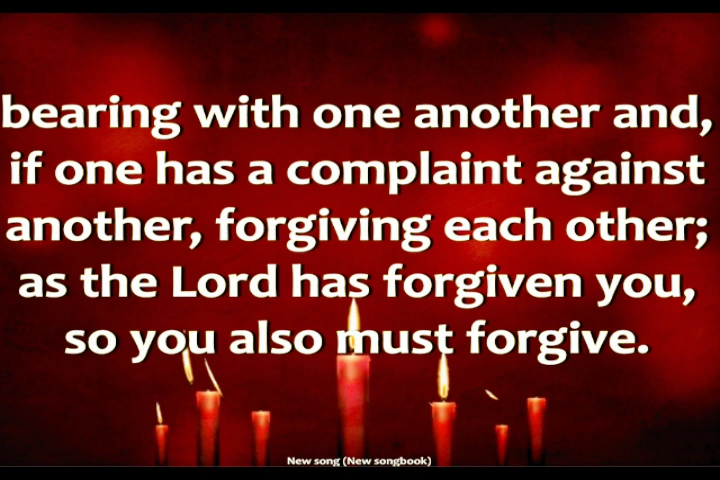 bearing with one another and,
if one has a complaint against
another, forgiving each other;
as the Lord has forgiven you,
so you also must forgive.
New song (New songbook)